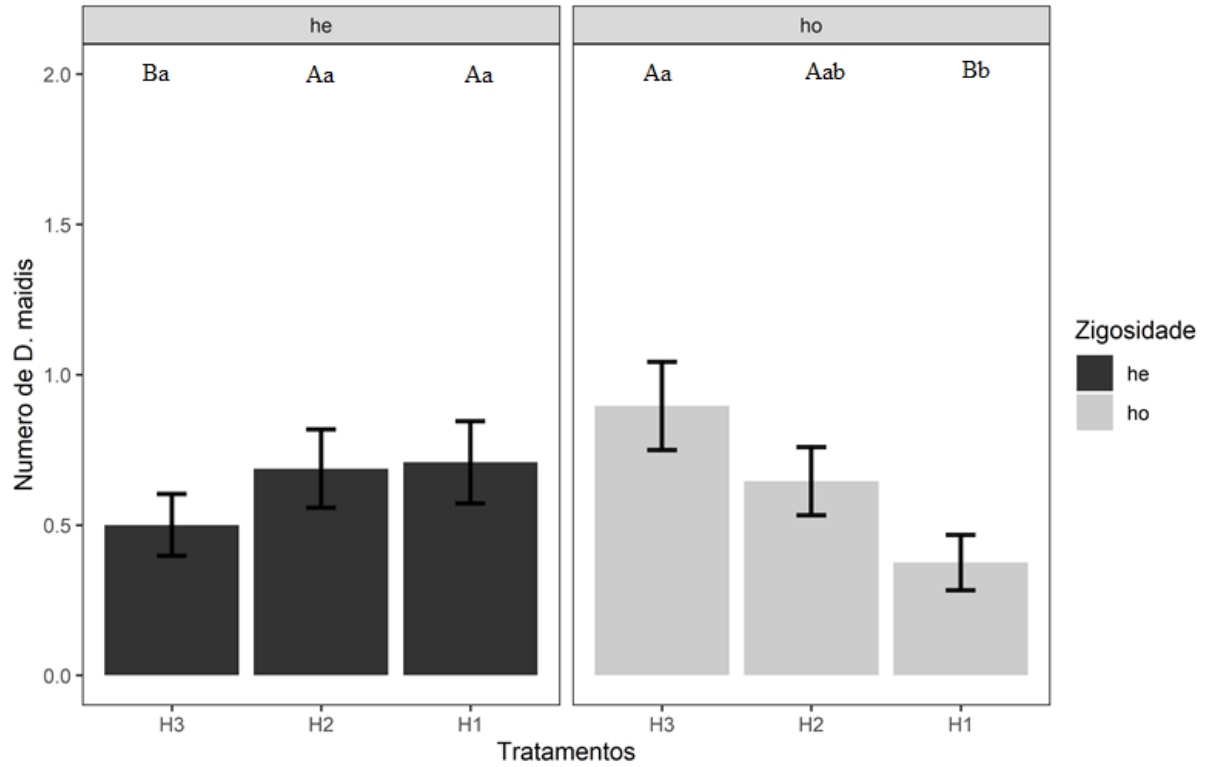 he ho
2.0 Ba Aa Aa Aa Aab Bb
1.5
1.0
0.5
0.0
Numero de D. maidis
H3 H2 H1 H3 H2 H1
Tratamentos
Zigosidade
he
ho